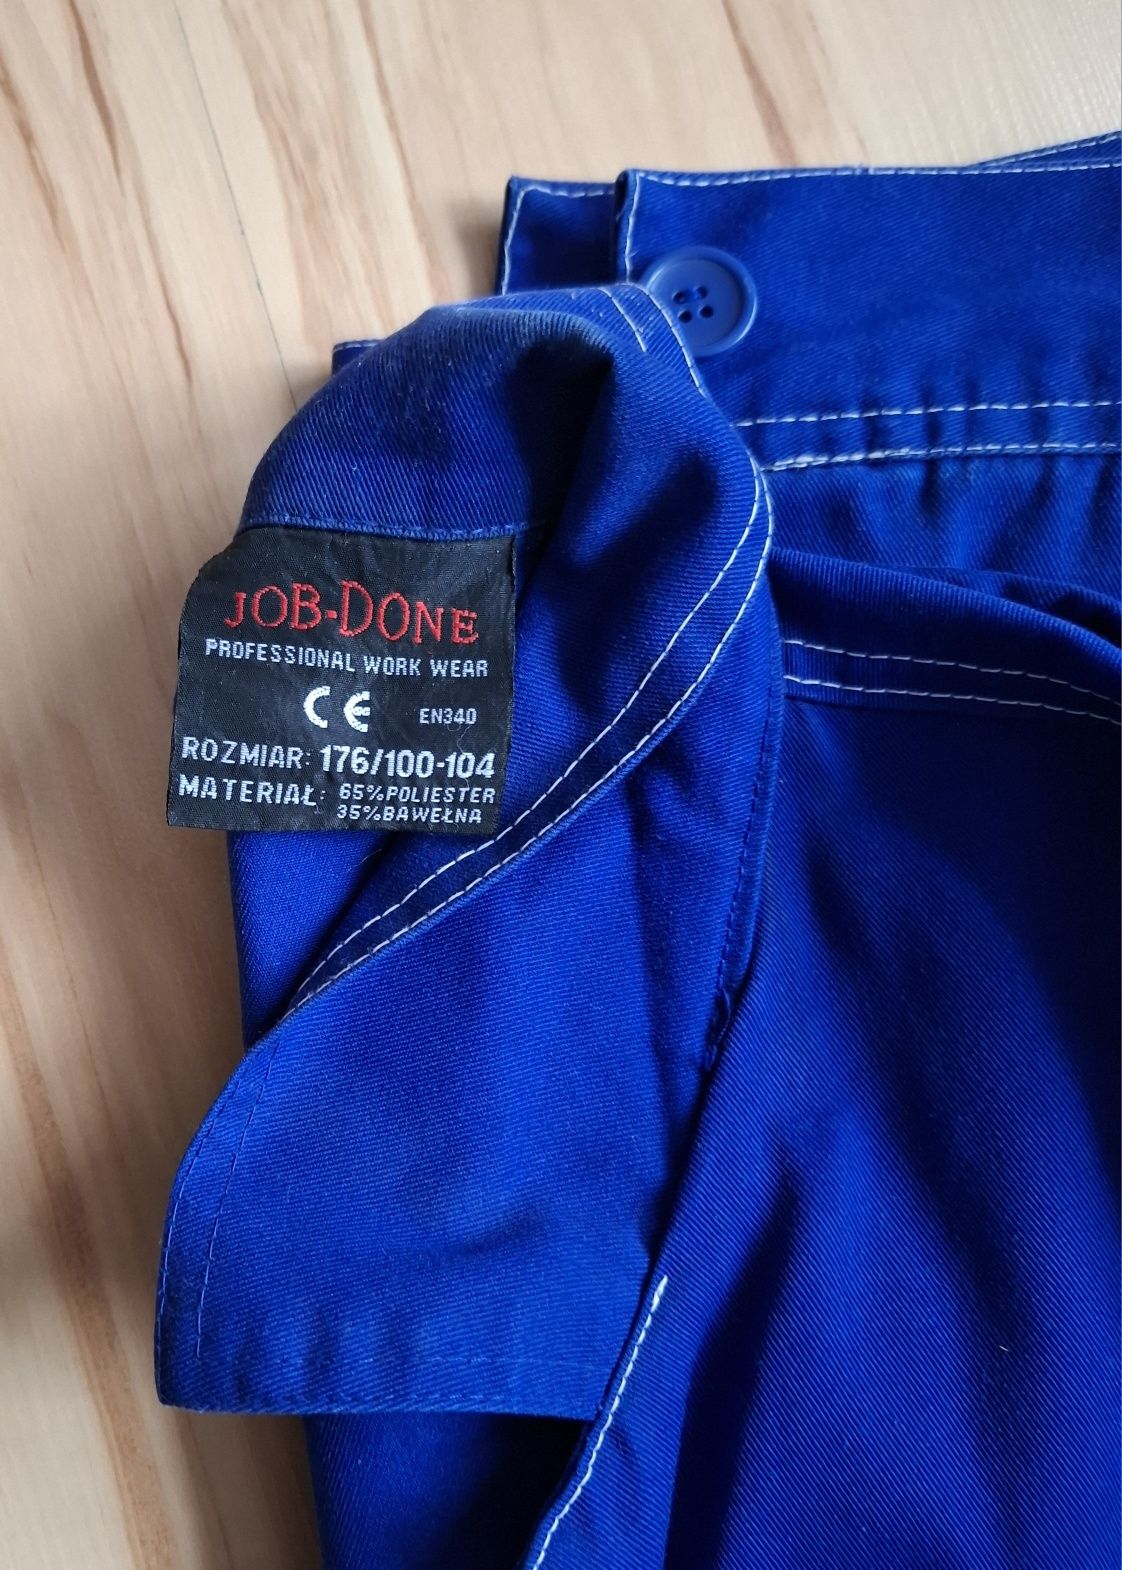 JOB-DONE
PROFESSIONAL WORK WEAR
CE EN340
ROZMIAR: 176/100-104
MATERIAŁ: 65%POLIESTER
35%BAWEŁNA